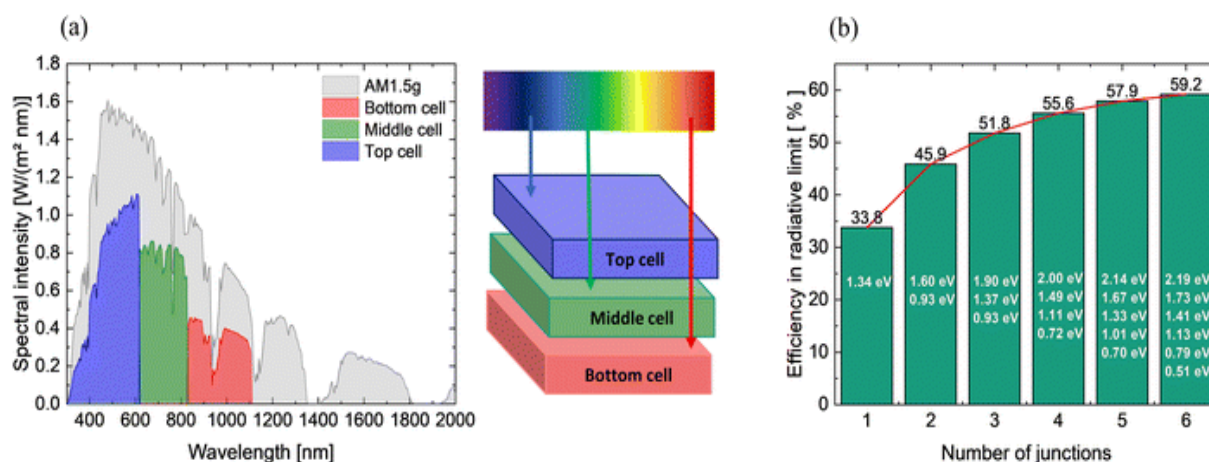 (a)
Spectral intensity [W/(m² nm)]
1.8
1.6
1.4
1.2
1.0
0.8
0.6
0.4
0.2
0.0
400 600 800 1000 1200 1400 1600 1800 2000
Wavelength [nm]
AM1.5g
Bottom cell
Middle cell
Top cell
Top cell
Middle cell
Bottom cell
(b)
Efficiency in radiative limit [ % ]
60
50
40
30
20
10
0
33.8
45.9
51.8
55.6
57.9
59.2
1.34 eV
1.60 eV
0.93 eV
1.90 eV
1.37 eV
0.93 eV
2.00 eV
1.49 eV
1.11 eV
0.72 eV
2.14 eV
1.67 eV
1.33 eV
1.01 eV
0.70 eV
2.19 eV
1.73 eV
1.41 eV
1.13 eV
0.79 eV
0.51 eV
1 2 3 4 5 6
Number of junctions